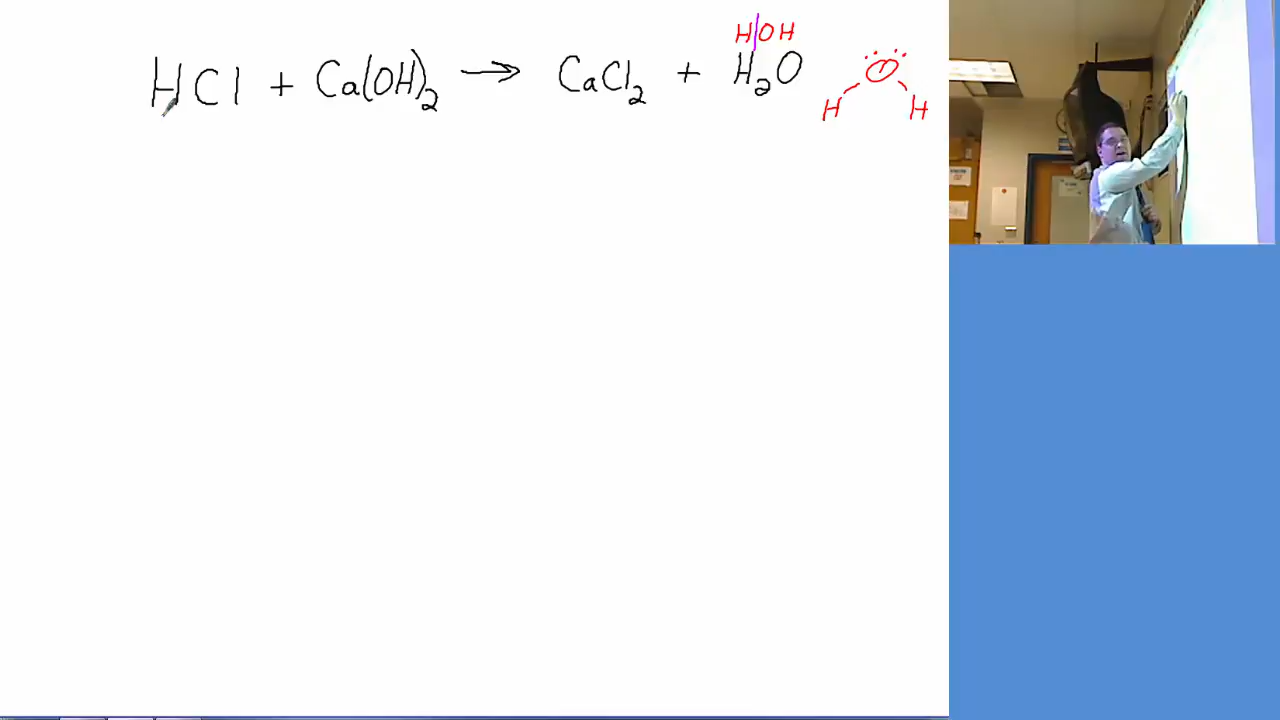 H|OH
HCl + Ca(OH)₂ → CaCl₂ + H₂O
O
H H